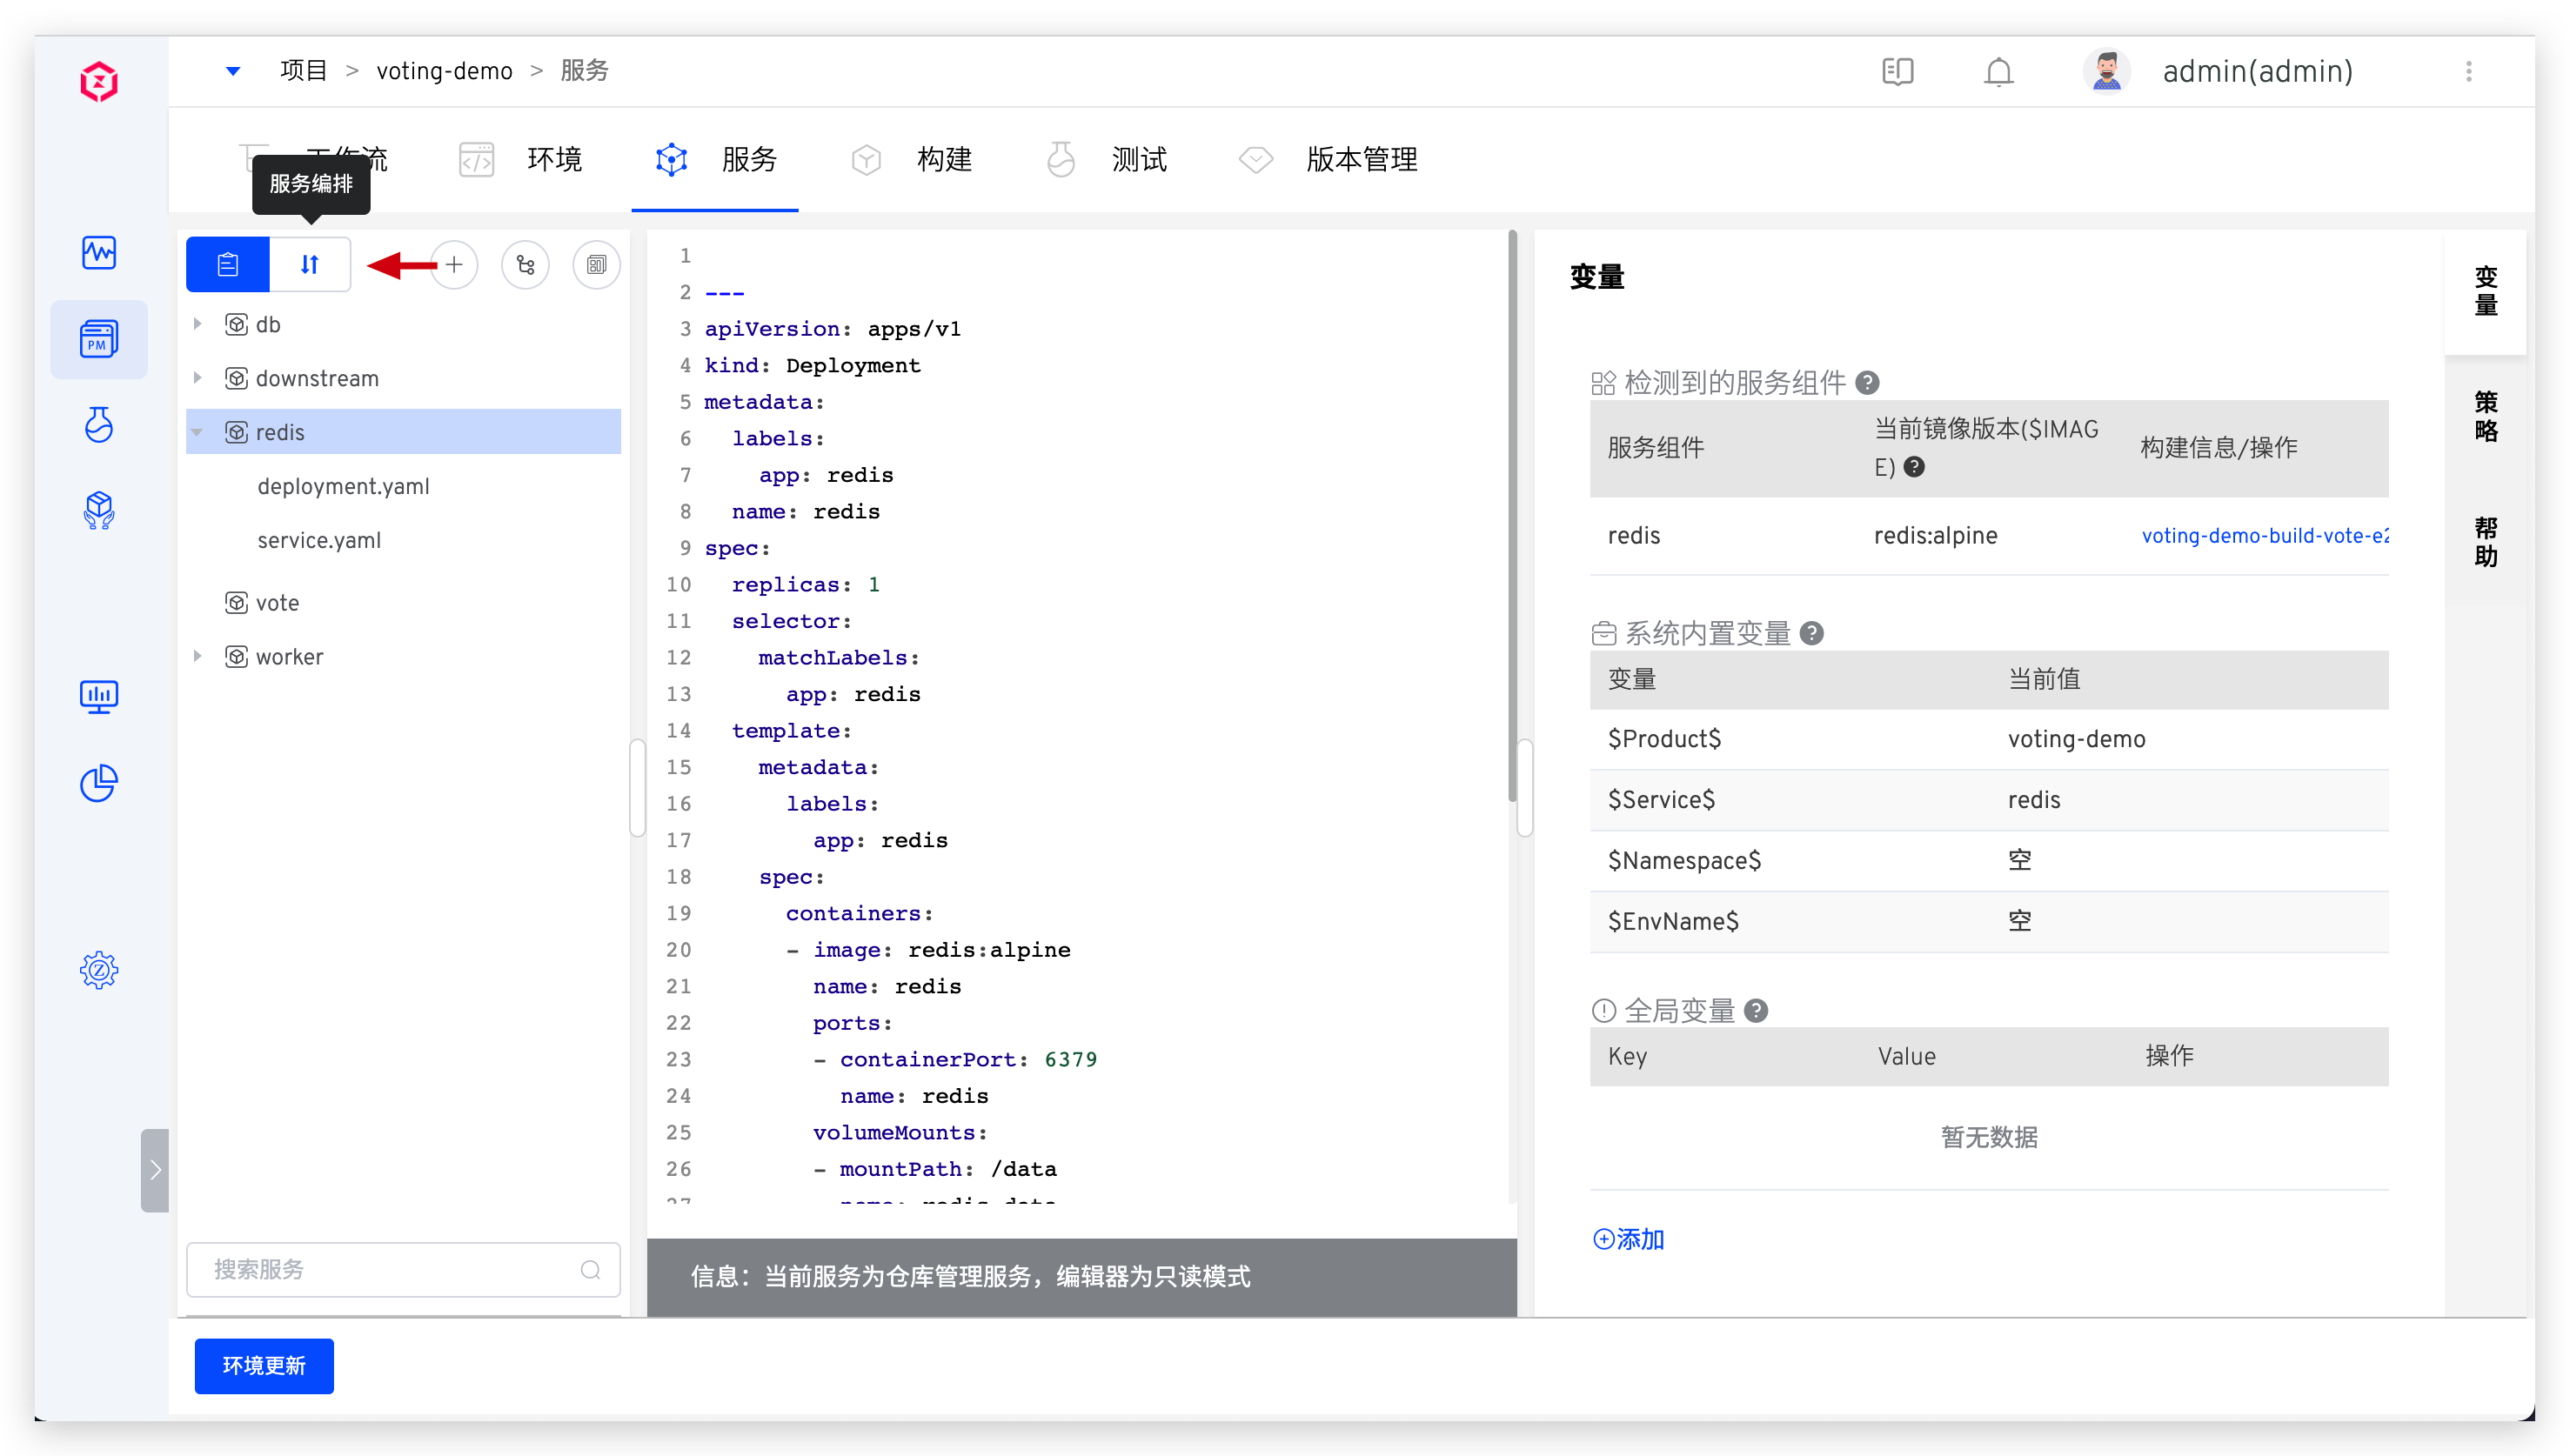 项目 > voting-demo > 服务
admin(admin)
工作流
环境
服务
构建
测试
版本管理
服务编排
PM
db
downstream
redis
deployment.yaml
service.yaml
vote
worker
搜索服务
环境更新
1
2 ---
3 apiVersion: apps/v1
4 kind: Deployment
5 metadata:
6   labels:
7     app: redis
8   name: redis
9 spec:
10   replicas: 1
11   selector:
12     matchLabels:
13       app: redis
14   template:
15     metadata:
16       labels:
17         app: redis
18     spec:
19       containers:
20       - image: redis:alpine
21         name: redis
22         ports:
23         - containerPort: 6379
24           name: redis
25         volumeMounts:
26         - mountPath: /data
信息：当前服务为仓库管理服务，编辑器为只读模式
变量
检测到的服务组件
服务组件 当前镜像版本($IMAG
E) 构建信息/操作
redis redis:alpine voting-demo-build-vote-e2
系统内置变量
变量 当前值
$Product$ voting-demo
$Service$ redis
$Namespace$ 空
$EnvName$ 空
全局变量
Key Value 操作
暂无数据
添加
变量
策略
帮助